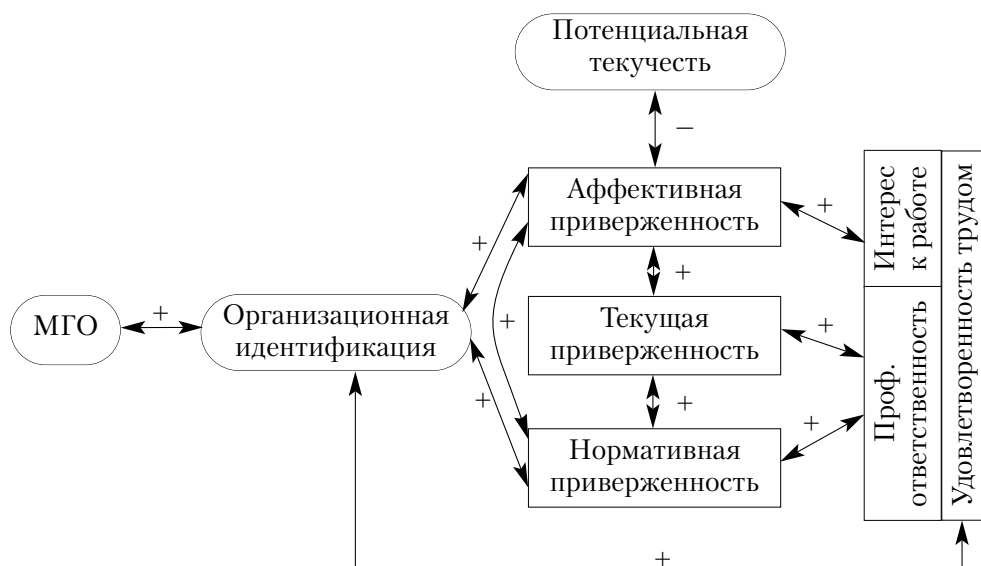 Потенциальная
текучесть
−
Аффективная
приверженность
+
Интерес
к работе
Удовлетворенность трудом
+
+
МГО
+
Организационная
идентификация
+
Текущая
приверженность
+
Проф.
ответственность
+
+
+
Нормативная
приверженность
+